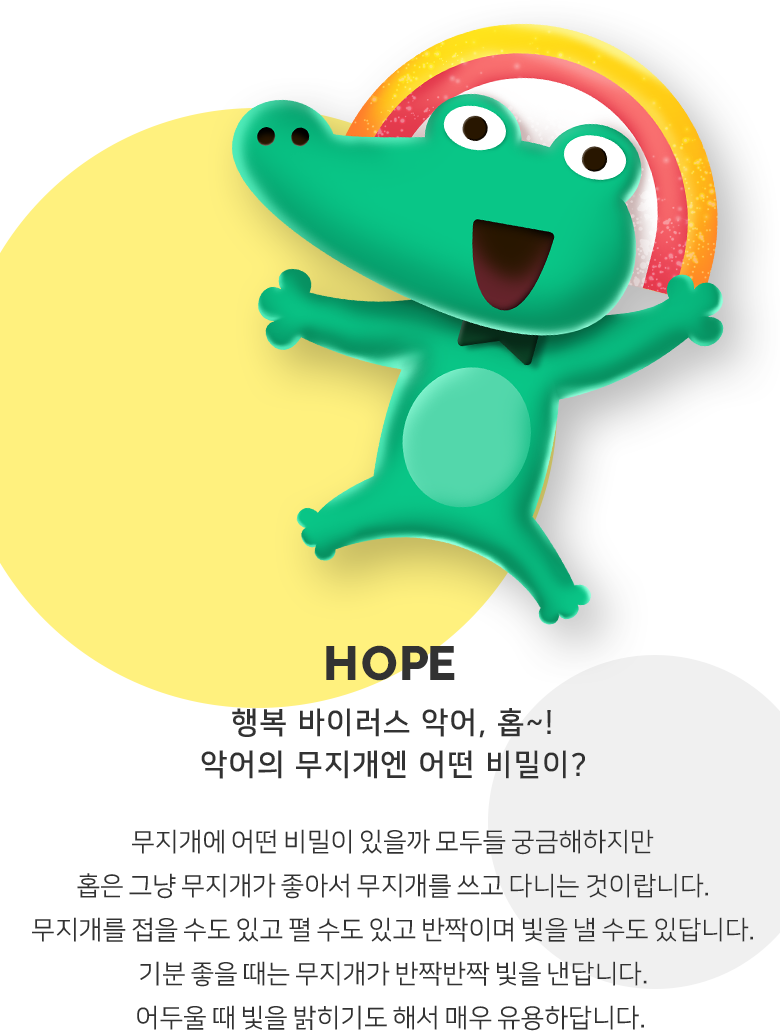 HOPE
행복 바이러스 악어, 홉~!
악어의 무지개엔 어떤 비밀이?
무지개에 어떤 비밀이 있을까 모두들 궁금해하지만
홉은 그냥 무지개가 좋아서 무지개를 쓰고 다니는 것이랍니다.
무지개를 접을 수도 있고 펼 수도 있고 반짝이며 빛을 낼 수도 있답니다.
기분 좋을 때는 무지개가 반짝반짝 빛을 낸답니다.
어두울 때 빛을 밝히기도 해서 매우 유용하답니다.